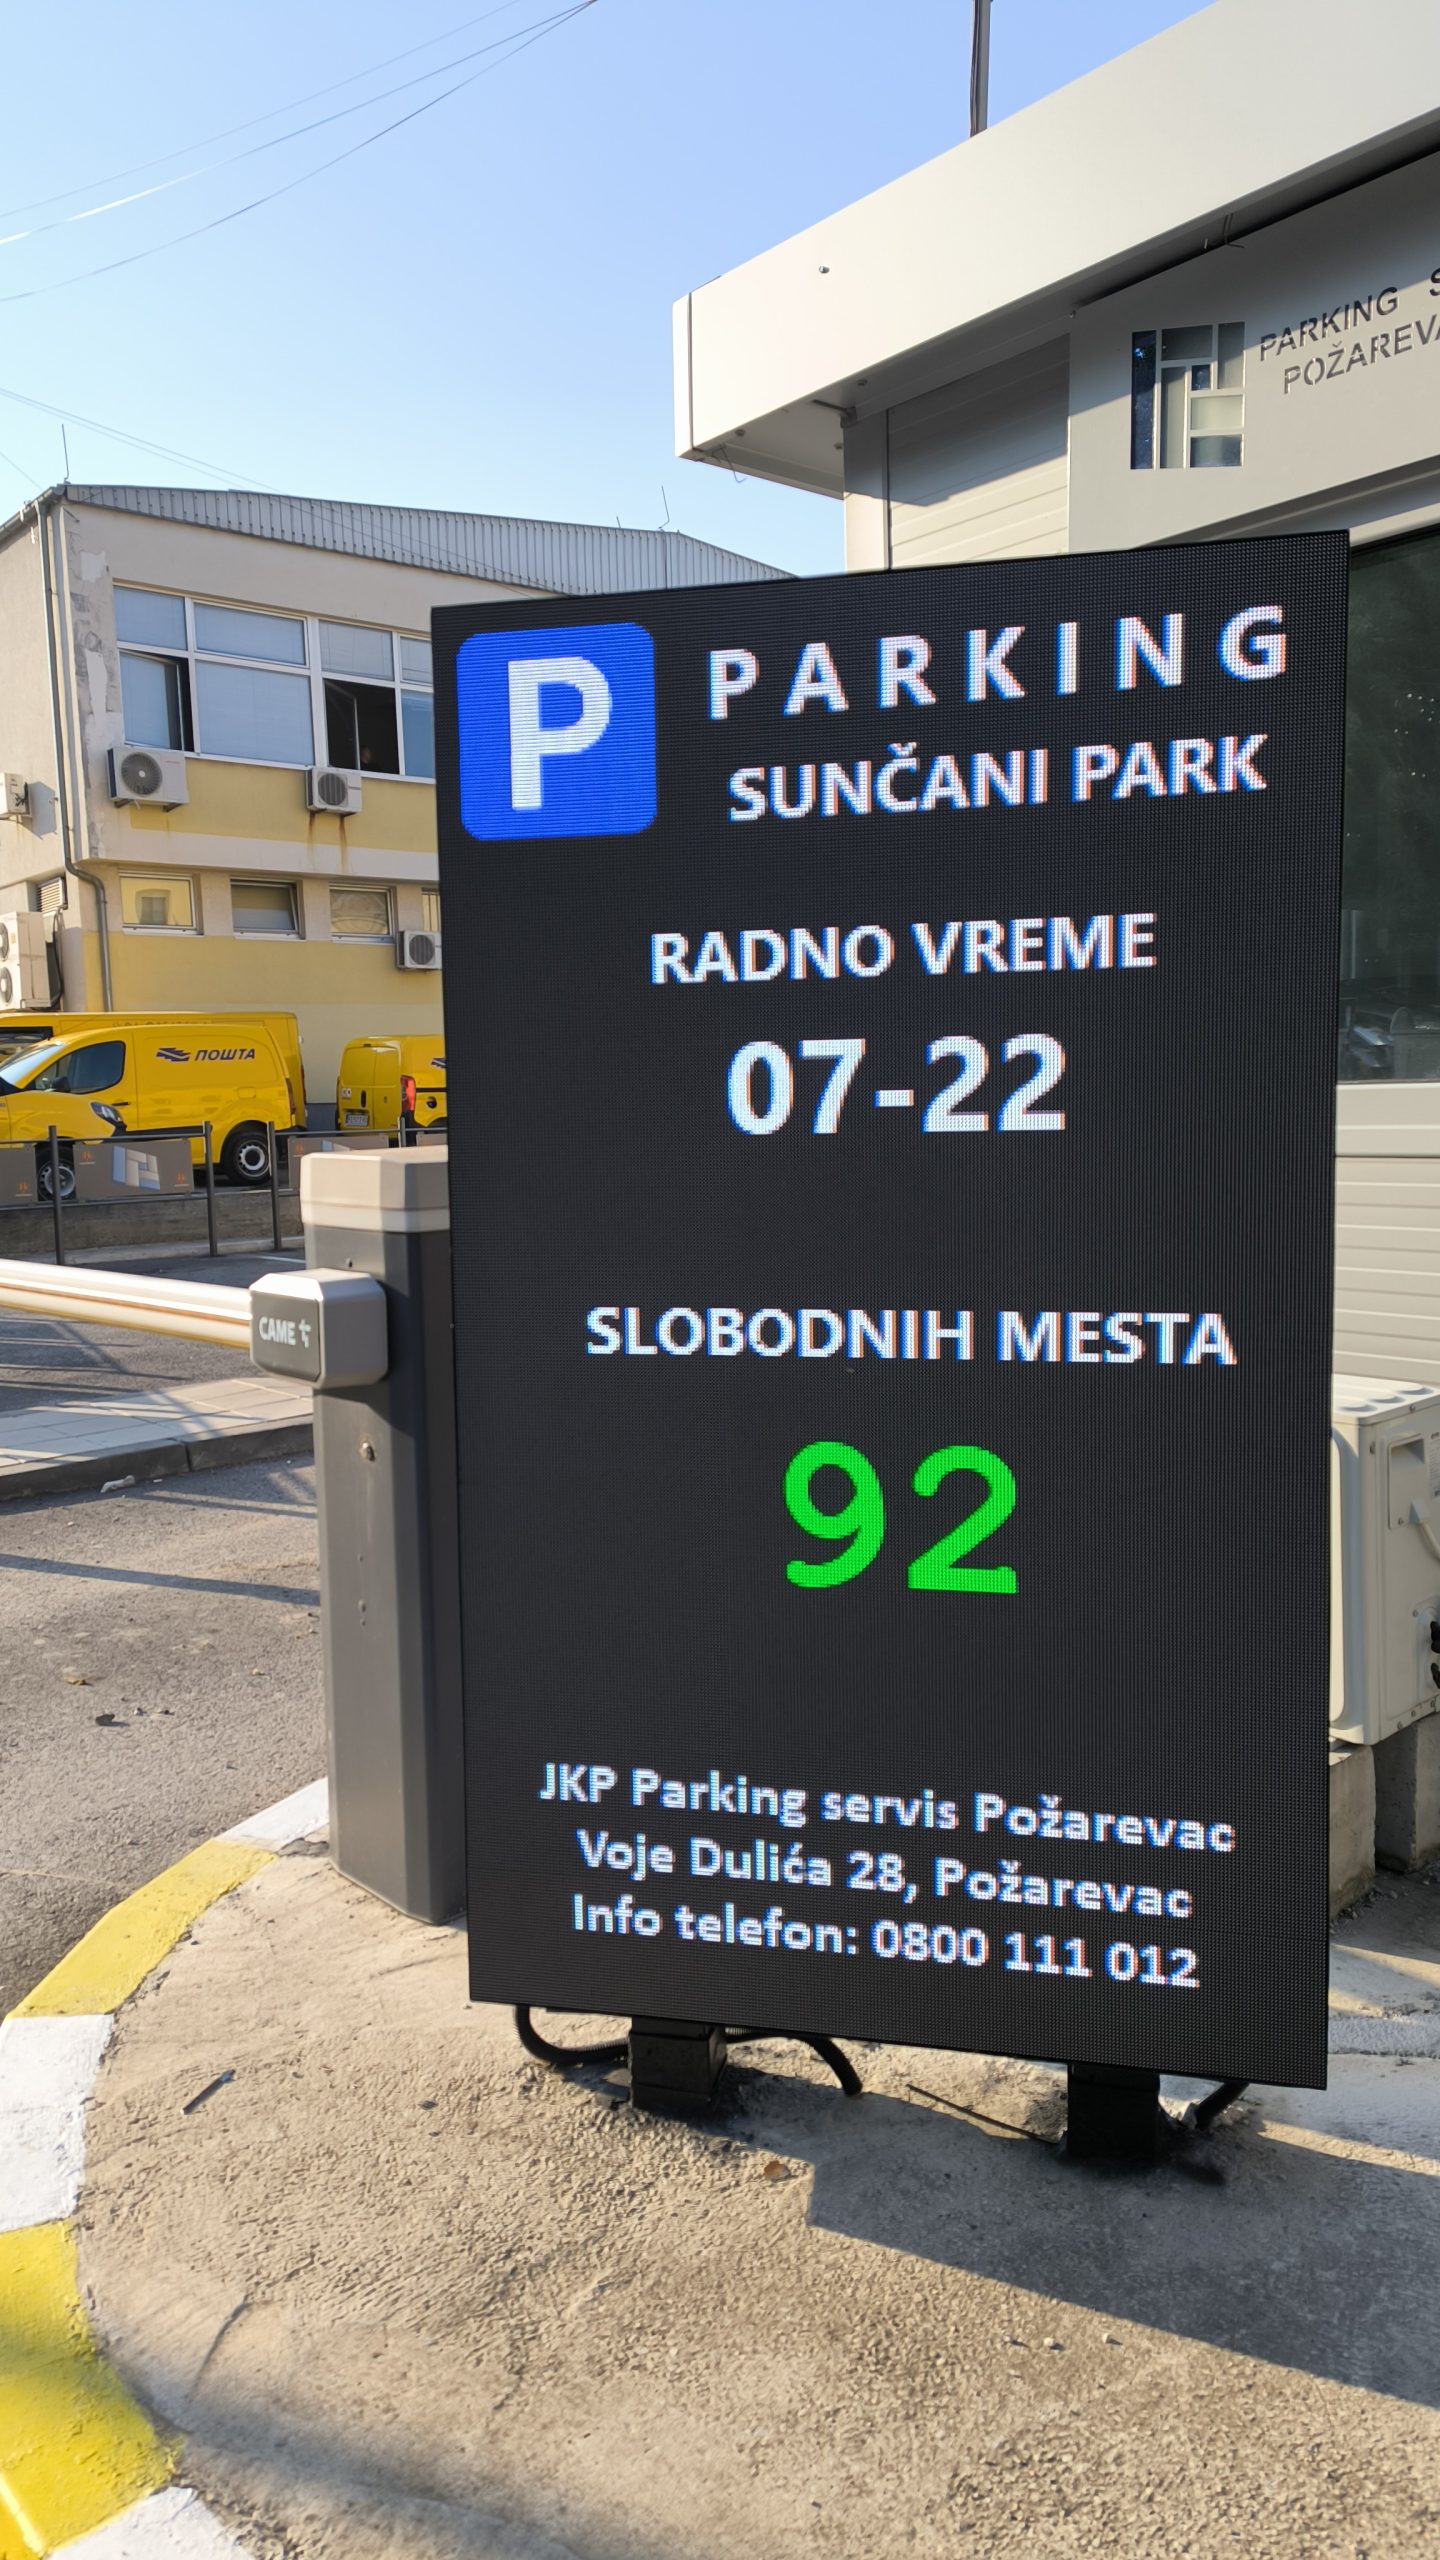 PARKING
POŽAREV
P
PARKING
SUNČANI PARK
RADNO VREME
07-22
SLOBODNIH MESTA
92
JKP Parking servis Požarevac
Voje Dulića 28, Požarevac
Info telefon: 0800 111 012
ПОШТА
CAME